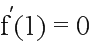 f′(1) = 0